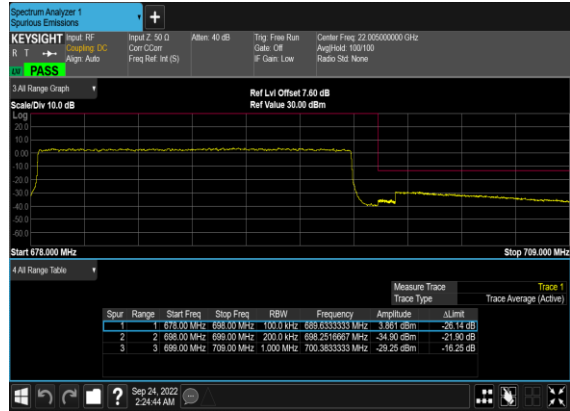 Spectrum Analyzer 1
Spurious Emissions
+
KEYSIGHT Input: RF Input Z: 50 Ω Atten: 40 dB Trig: Free Run Center Freq: 22.005000000 GHz
R T Coupling: DC Corr CCorr Gate: Off Avg|Hold: 100/100
Align: Auto Freq Ref: Int (S) IF Gain: Low Radio Std: None
LW PASS
3 All Range Graph
Ref Lvl Offset 7.60 dB
Scale/Div 10.0 dB Ref Value 30.00 dBm
Log
20.0
10.0
0.00
-10.0
-20.0
-30.0
-40.0
-50.0
-60.0
Start 678.000 MHz Stop 709.000 MHz
4 All Range Table
Measure Trace Trace 1
Trace Type Trace Average (Active)
Spur Range Start Freq Stop Freq RBW Frequency Amplitude ΔLimit
1 1 678.00 MHz 698.00 MHz 100.0 kHz 689.6333333 MHz 3.861 dBm -26.14 dB
2 2 698.00 MHz 699.00 MHz 200.0 kHz 698.2516667 MHz -34.90 dBm -21.90 dB
3 3 699.00 MHz 709.00 MHz 1.000 MHz 700.3833333 MHz -29.25 dBm -16.25 dB
? Sep 24, 2022
2:24:44 AM